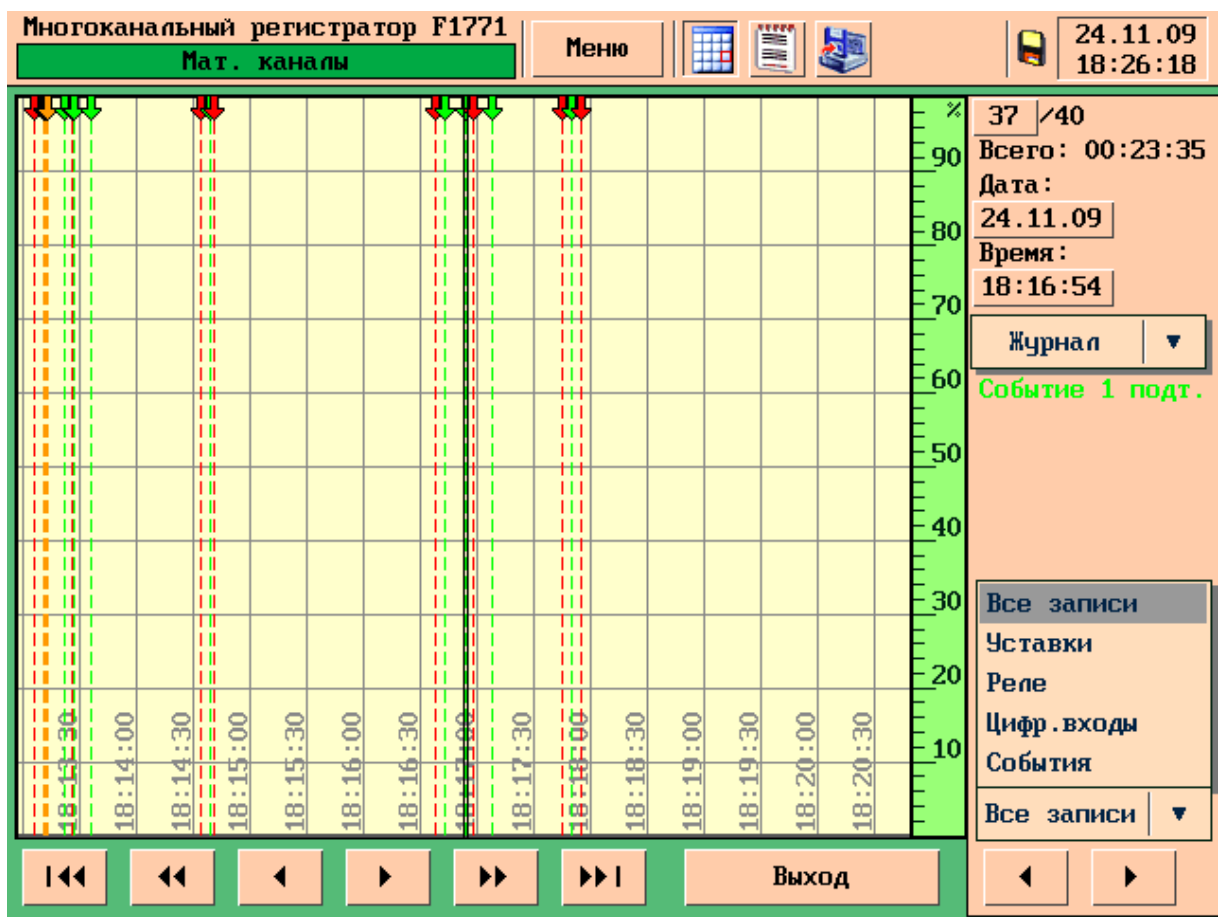 Многоканальный регистратор F1771
Мат. каналы
Меню
24.11.09
18:26:18
%
90
80
70
60
50
40
30
20
10
18:13:30
18:14:00
18:14:30
18:15:00
18:15:30
18:16:00
18:16:30
18:17:00
18:17:30
18:18:00
18:18:30
18:19:00
18:19:30
18:20:00
18:20:30
37 /40
Всего: 00:23:35
Дата:
24.11.09
Время:
18:16:54
Журнал
Событие 1 подт.
Все записи
Уставки
Реле
Цифр.входы
События
Все записи
Выход